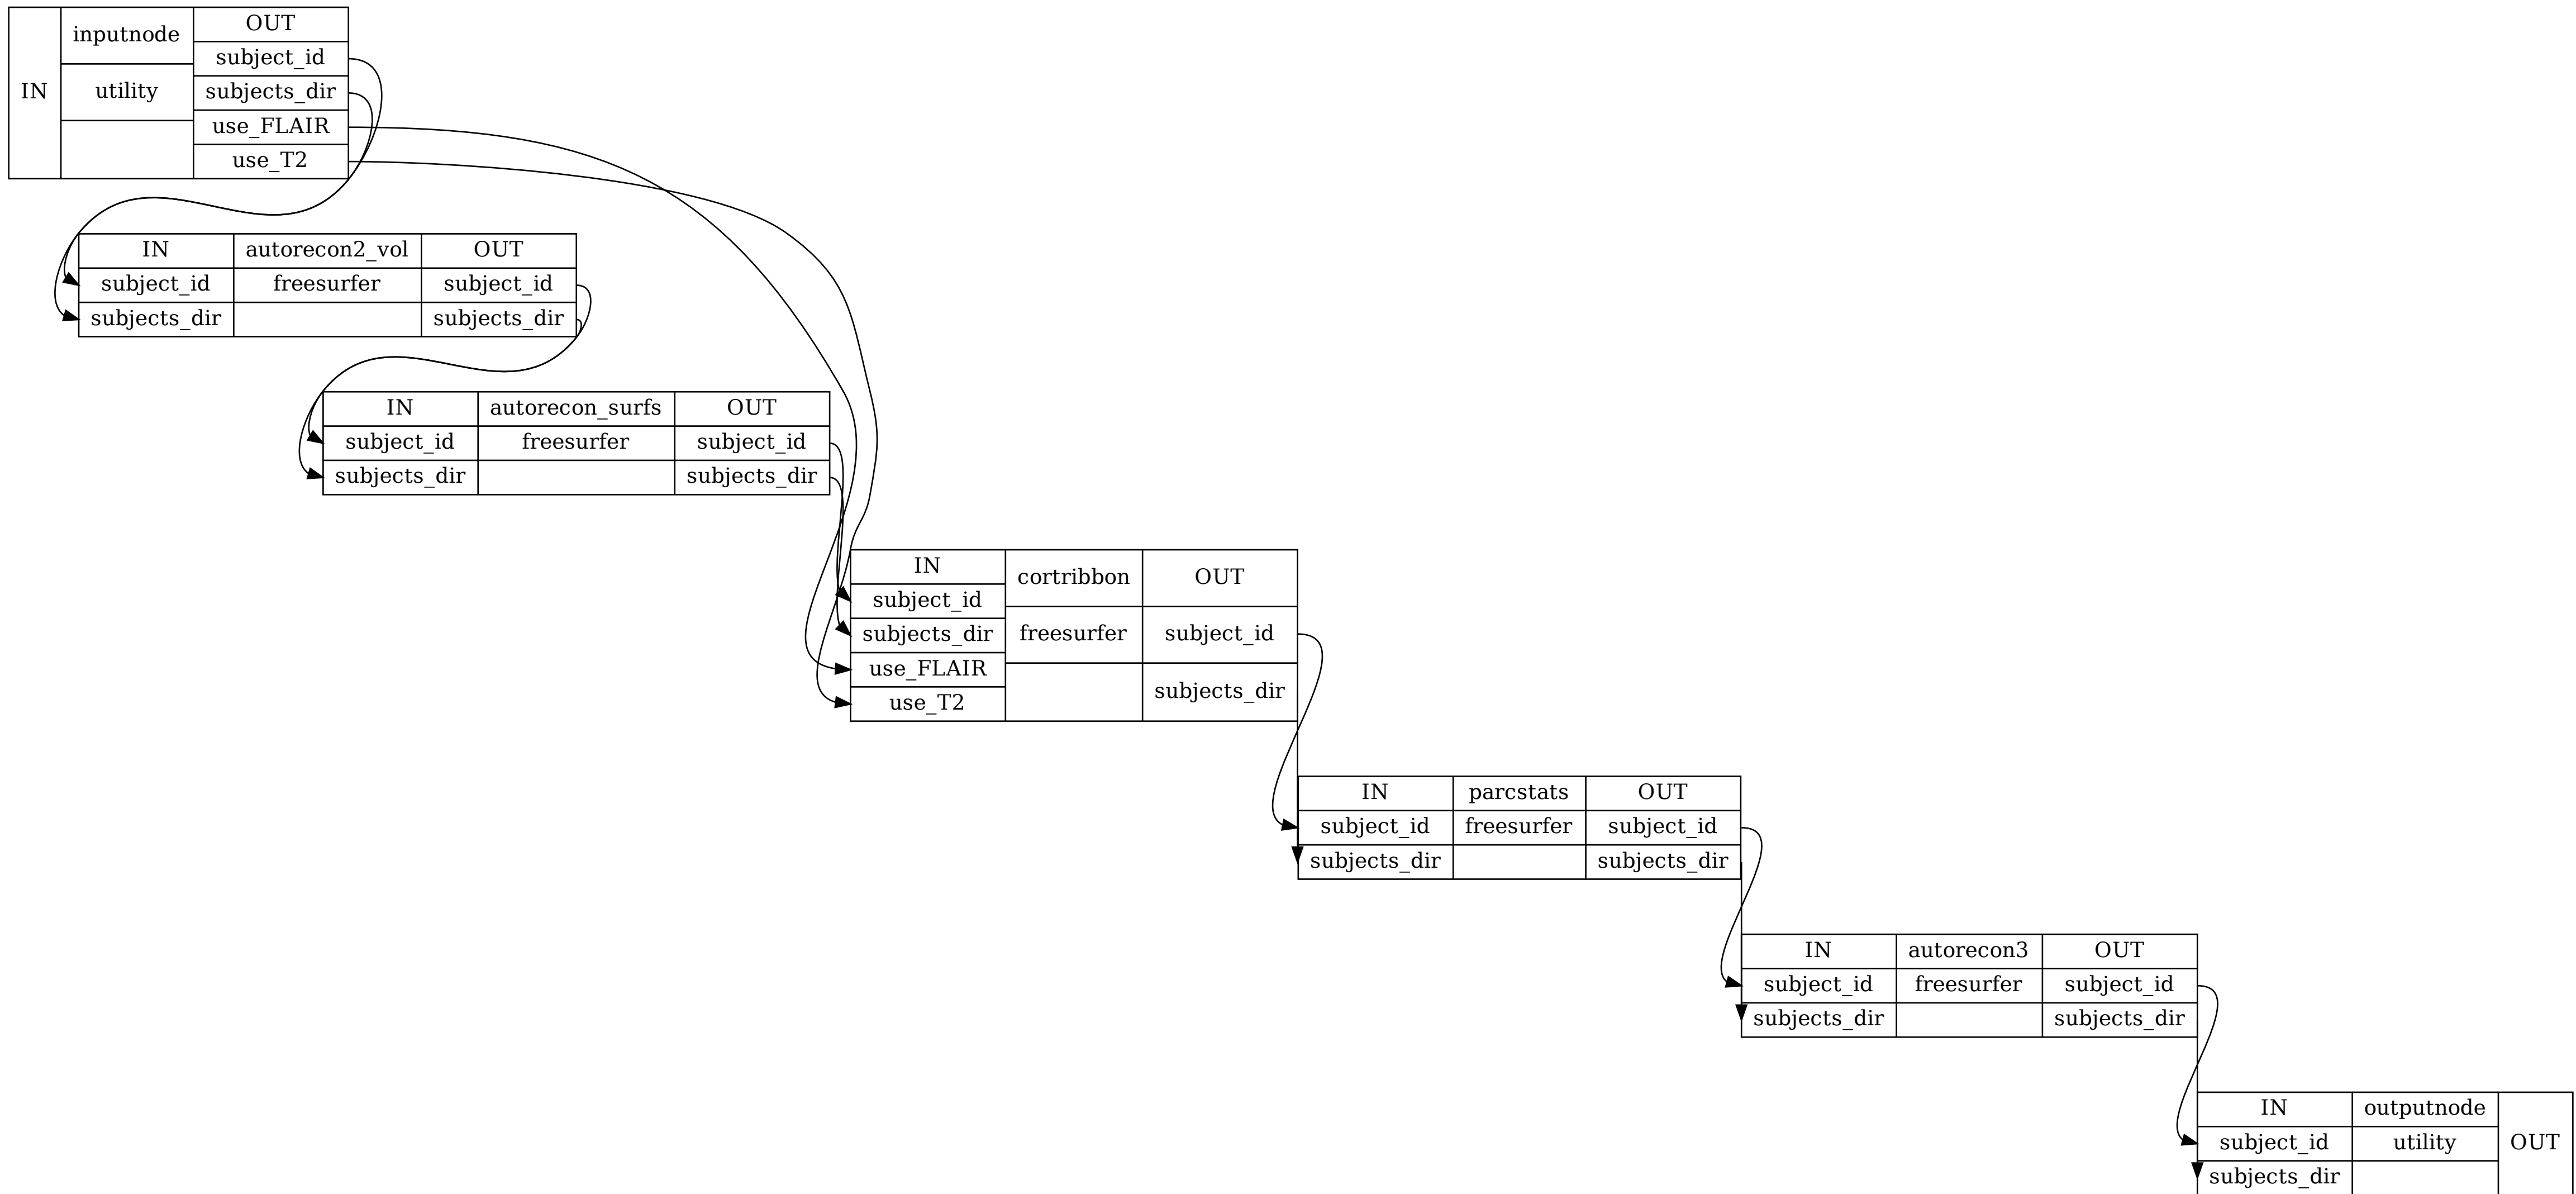 IN
inputnode
utility
OUT
subject_id
subjects_dir
use_FLAIR
use_T2
IN autorecon2_vol OUT
subject_id freesurfer subject_id
subjects_dir subjects_dir
IN autorecon_surfs OUT
subject_id freesurfer subject_id
subjects_dir subjects_dir
IN
subject_id
subjects_dir
use_FLAIR
use_T2
cortribbon
freesurfer
OUT
subject_id
subjects_dir
IN parcstats OUT
subject_id freesurfer subject_id
subjects_dir subjects_dir
IN autorecon3 OUT
subject_id freesurfer subject_id
subjects_dir subjects_dir
IN outputnode
subject_id utility OUT
subjects_dir